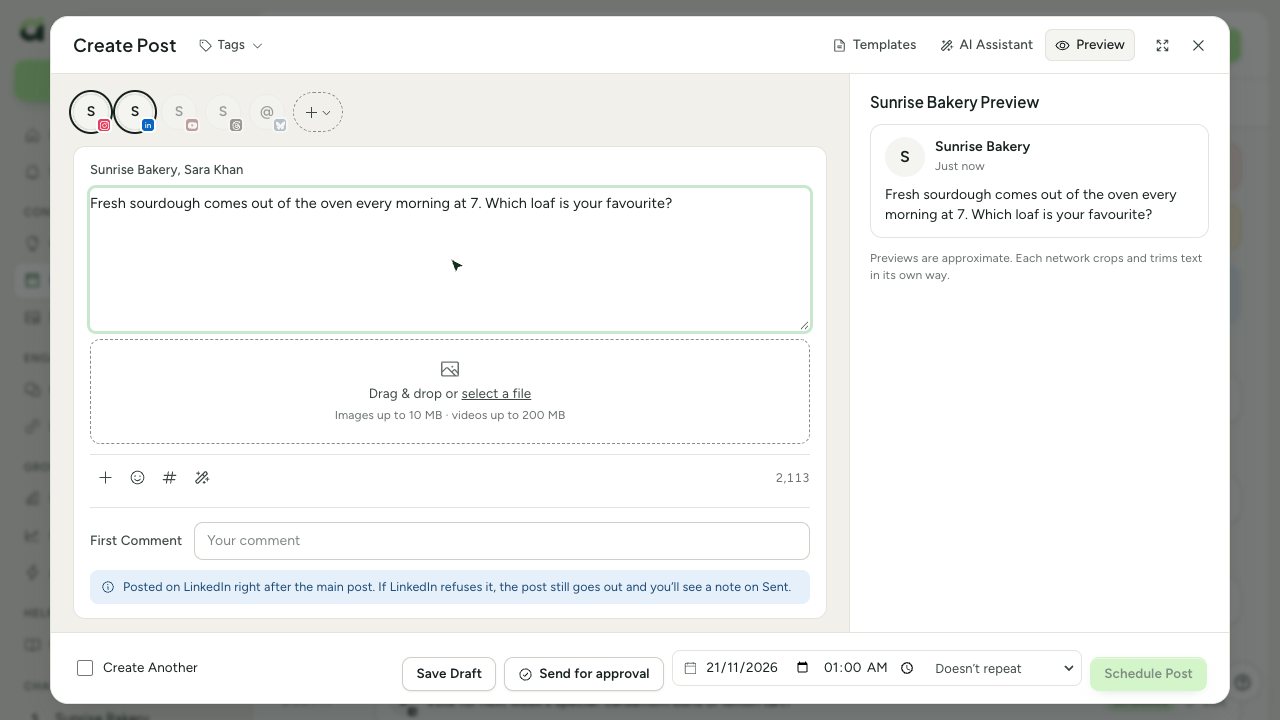 Create Post
Tags
Templates
AI Assistant
Preview
S
S
S
S
@
Sunrise Bakery, Sara Khan
Fresh sourdough comes out of the oven every morning at 7. Which loaf is your favourite?
Drag & drop or select a file
Images up to 10 MB · videos up to 200 MB
2,113
First Comment
Your comment
Posted on LinkedIn right after the main post. If LinkedIn refuses it, the post still goes out and you'll see a note on Sent.
Sunrise Bakery Preview
S
Sunrise Bakery
Just now
Fresh sourdough comes out of the oven every
morning at 7. Which loaf is your favourite?
Previews are approximate. Each network crops and trims text
in its own way.
Create Another
Save Draft
Send for approval
21/11/2026
01:00 AM
Doesn't repeat
Schedule Post